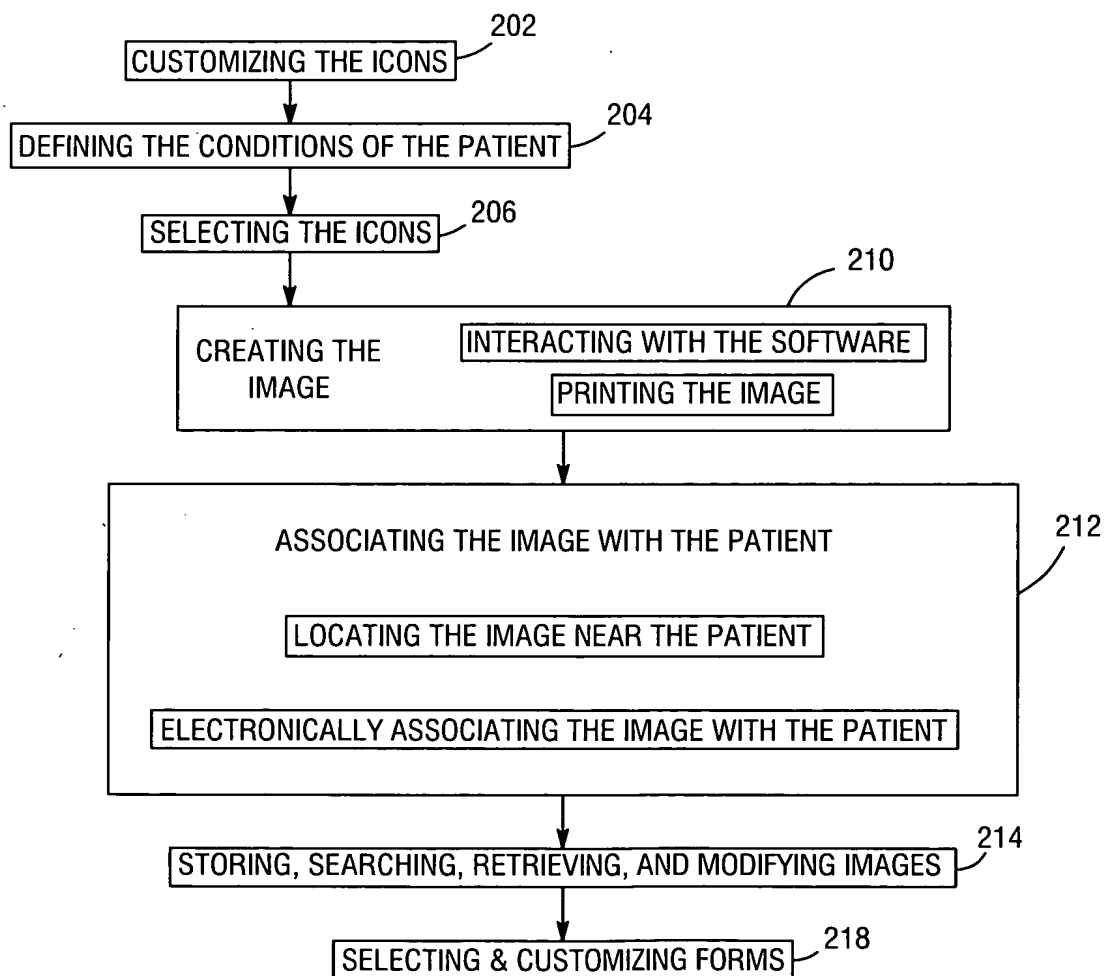 202
CUSTOMIZING THE ICONS
204
DEFINING THE CONDITIONS OF THE PATIENT
206
SELECTING THE ICONS
210
CREATING THE
IMAGE
INTERACTING WITH THE SOFTWARE
PRINTING THE IMAGE
212
ASSOCIATING THE IMAGE WITH THE PATIENT
LOCATING THE IMAGE NEAR THE PATIENT
ELECTRONICALLY ASSOCIATING THE IMAGE WITH THE PATIENT
214
STORING, SEARCHING, RETRIEVING, AND MODIFYING IMAGES
218
SELECTING & CUSTOMIZING FORMS